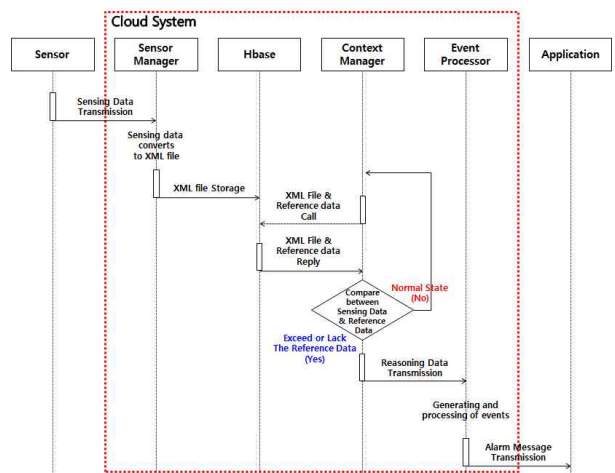 Cloud System
Sensor
Sensor
Manager
Hbase
Context
Manager
Event
Processor
Application
Sensing Data
Transmission
Sensing data
converts
to XML file
XML file Storage
XML File &
Reference data
Call
XML File &
Reference data
Reply
Compare
between
Sensing Data
& Reference
Data
Normal State
(No)
Exceed or Lack
The Reference Data
(Yes)
Reasoning Data
Transmission
Generating and
processing of events
Alarm Message
Transmission